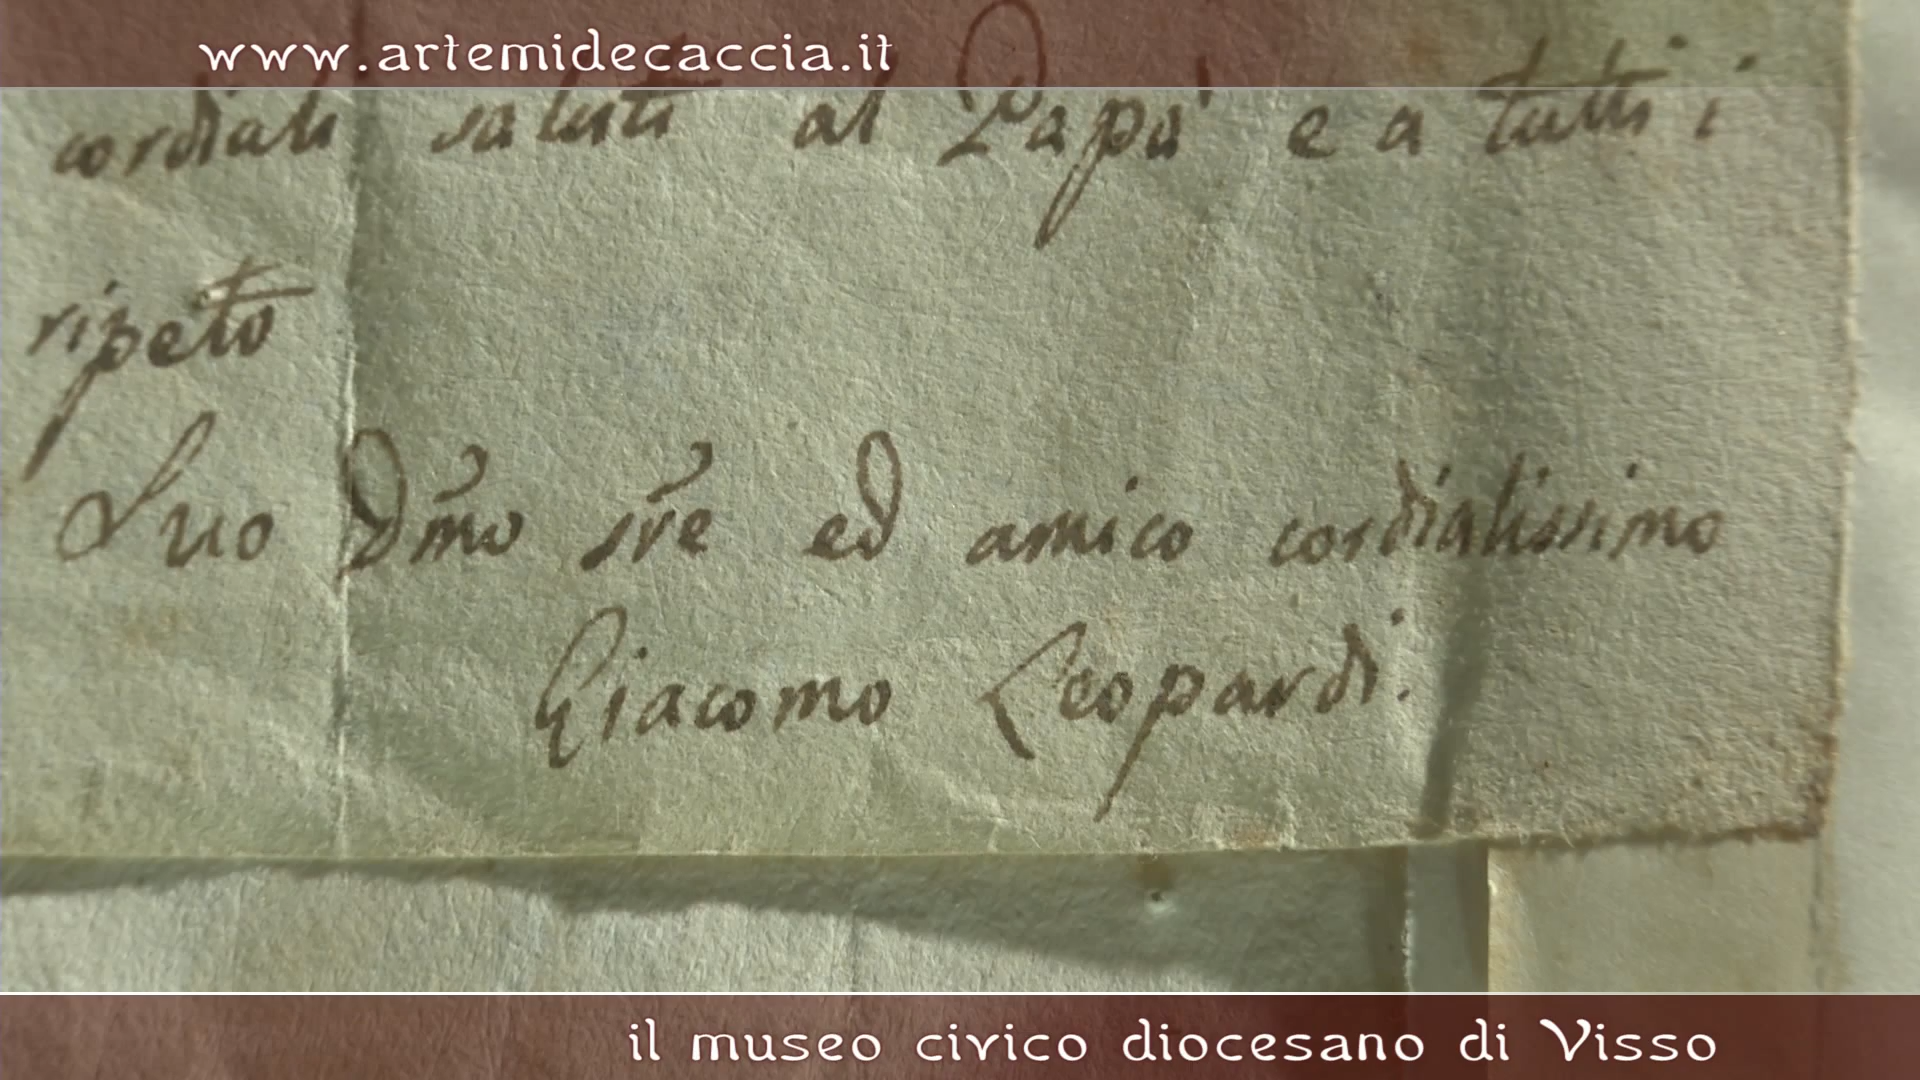 www.artemidecaccia.it
cordiali saluti al Papà e a tutti i
ripeto
Suo Dmo sre ed amico cordialissimo
Giacomo Leopardi.
il museo civico diocesano di Visso